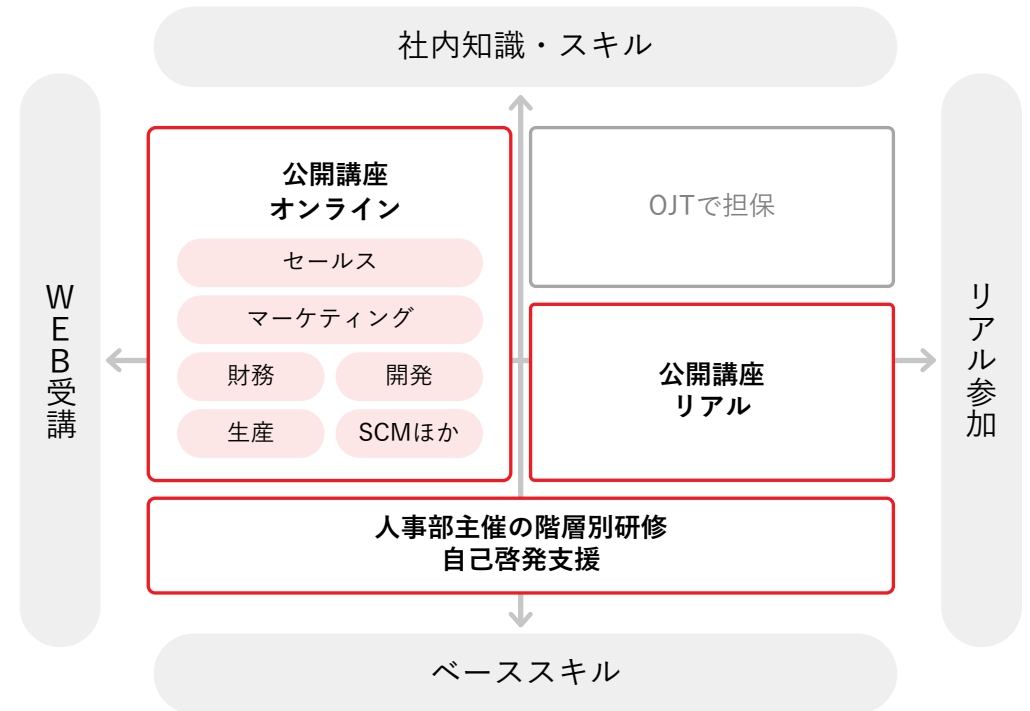 社内知識・スキル
WEB受講
公開講座
オンライン
セールス
マーケティング
財務
開発
生産
SCMほか
OJTで担保
公開講座
リアル
リアル参加
人事部主催の階層別研修
自己啓発支援
ベーススキル